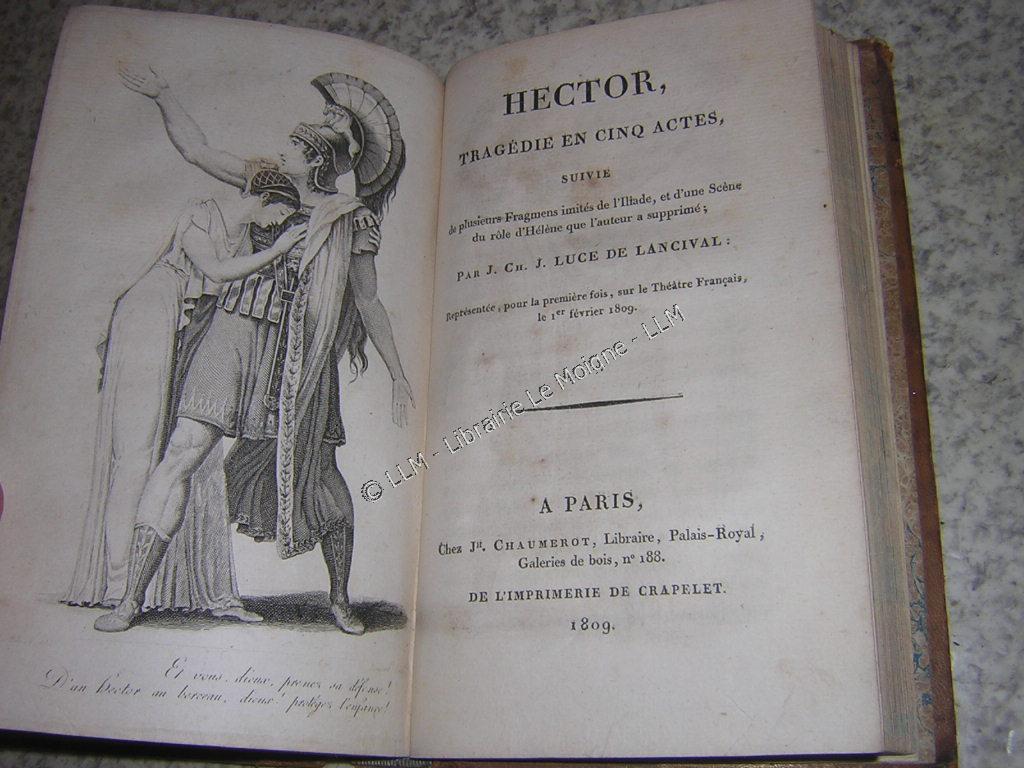 Et vous, dieux, prenez sa défense!
D'un Hector au berceau, dieux! protégez l'enfance!
HECTOR,
TRAGÉDIE EN CINQ ACTES,
SUIVIE
de plusieurs Fragmens imités de l'Iliade, et d'une Scène
du rôle d'Hélène que l'auteur a supprimé;
PAR J. CH. J. LUCE DE LANCIVAL:
Représentée, pour la première fois, sur le Théâtre Français,
le 1er février 1809.
© LLM - Librairie Le Moigne - LLM
A PARIS,
Chez Jh. CHAUMEROT, Libraire, Palais-Royal,
Galeries de bois, n° 188.
DE L'IMPRIMERIE DE CRAPELET.
1809.